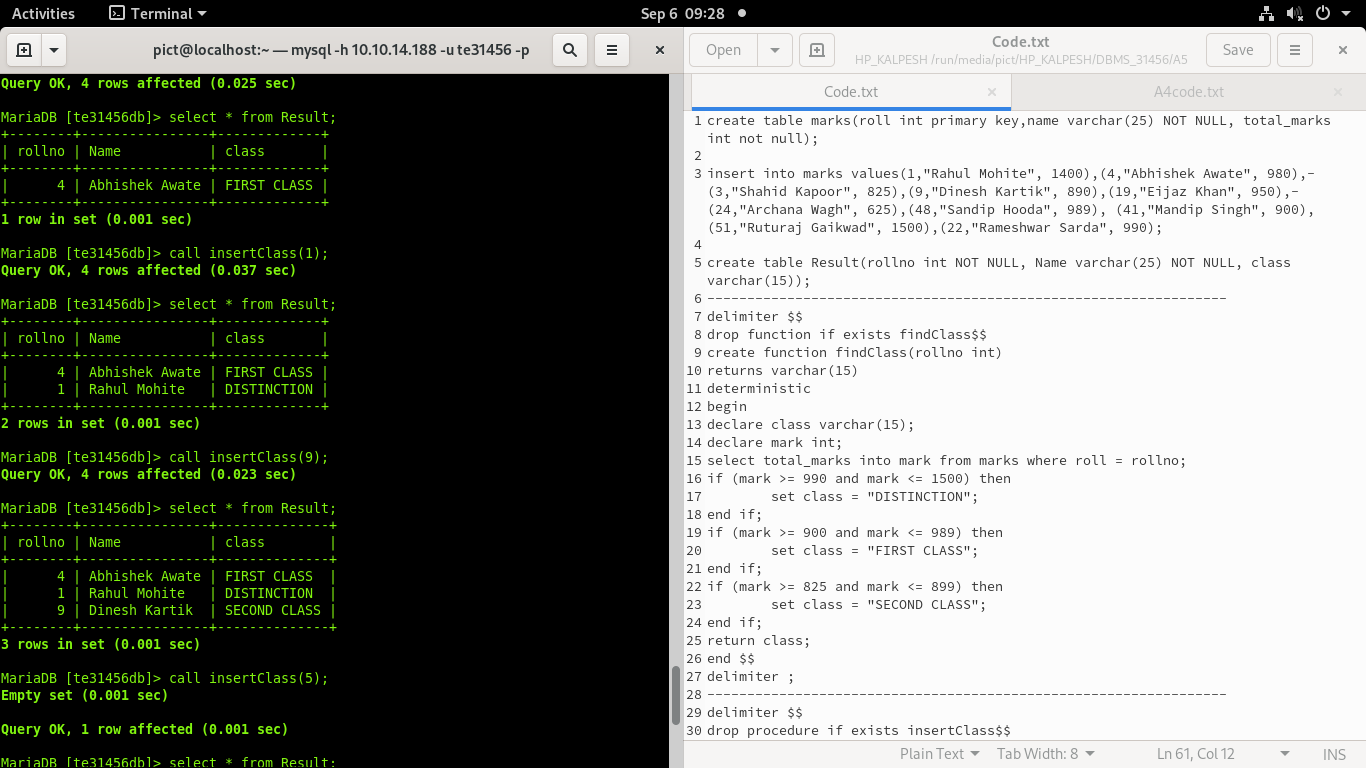 Activities Terminal Sep 6 09:28
pict@localhost:~ — mysql -h 10.10.14.188 -u te31456 -p
Query OK, 4 rows affected (0.025 sec)
MariaDB [te31456db]> select * from Result;
+--------+----------------+-------------+
| rollno | Name           | class       |
+--------+----------------+-------------+
|      4 | Abhishek Awate | FIRST CLASS |
+--------+----------------+-------------+
1 row in set (0.001 sec)
MariaDB [te31456db]> call insertClass(1);
Query OK, 4 rows affected (0.037 sec)
MariaDB [te31456db]> select * from Result;
+--------+----------------+-------------+
| rollno | Name           | class       |
+--------+----------------+-------------+
|      4 | Abhishek Awate | FIRST CLASS |
|      1 | Rahul Mohite   | DISTINCTION |
+--------+----------------+-------------+
2 rows in set (0.001 sec)
MariaDB [te31456db]> call insertClass(9);
Query OK, 4 rows affected (0.023 sec)
MariaDB [te31456db]> select * from Result;
+--------+----------------+--------------+
| rollno | Name           | class        |
+--------+----------------+--------------+
|      4 | Abhishek Awate | FIRST CLASS  |
|      1 | Rahul Mohite   | DISTINCTION  |
|      9 | Dinesh Kartik  | SECOND CLASS |
+--------+----------------+--------------+
3 rows in set (0.001 sec)
MariaDB [te31456db]> call insertClass(5);
Empty set (0.001 sec)
Query OK, 1 row affected (0.001 sec)
MariaDB [te31456db]> select * from Result;
Open Code.txt Save
HP_KALPESH /run/media/pict/HP_KALPESH/DBMS_31456/A5
Code.txt A4code.txt
1 create table marks(roll int primary key,name varchar(25) NOT NULL, total_marks
int not null);
2
3 insert into marks values(1,"Rahul Mohite", 1400),(4,"Abhishek Awate", 980),-
(3,"Shahid Kapoor", 825),(9,"Dinesh Kartik", 890),(19,"Eijaz Khan", 950),-
(24,"Archana Wagh", 625),(48,"Sandip Hooda", 989), (41,"Mandip Singh", 900),
(51,"Ruturaj Gaikwad", 1500),(22,"Rameshwar Sarda", 990);
4
5 create table Result(rollno int NOT NULL, Name varchar(25) NOT NULL, class
varchar(15));
6 -----------------------------------------------------------------
7 delimiter $$
8 drop function if exists findClass$$
9 create function findClass(rollno int)
10 returns varchar(15)
11 deterministic
12 begin
13 declare class varchar(15);
14 declare mark int;
15 select total_marks into mark from marks where roll = rollno;
16 if (mark >= 990 and mark <= 1500) then
17         set class = "DISTINCTION";
18 end if;
19 if (mark >= 900 and mark <= 989) then
20         set class = "FIRST CLASS";
21 end if;
22 if (mark >= 825 and mark <= 899) then
23         set class = "SECOND CLASS";
24 end if;
25 return class;
26 end $$
27 delimiter ;
28 -----------------------------------------------------------------
29 delimiter $$
30 drop procedure if exists insertClass$$
Plain Text Tab Width: 8 Ln 61, Col 12 INS